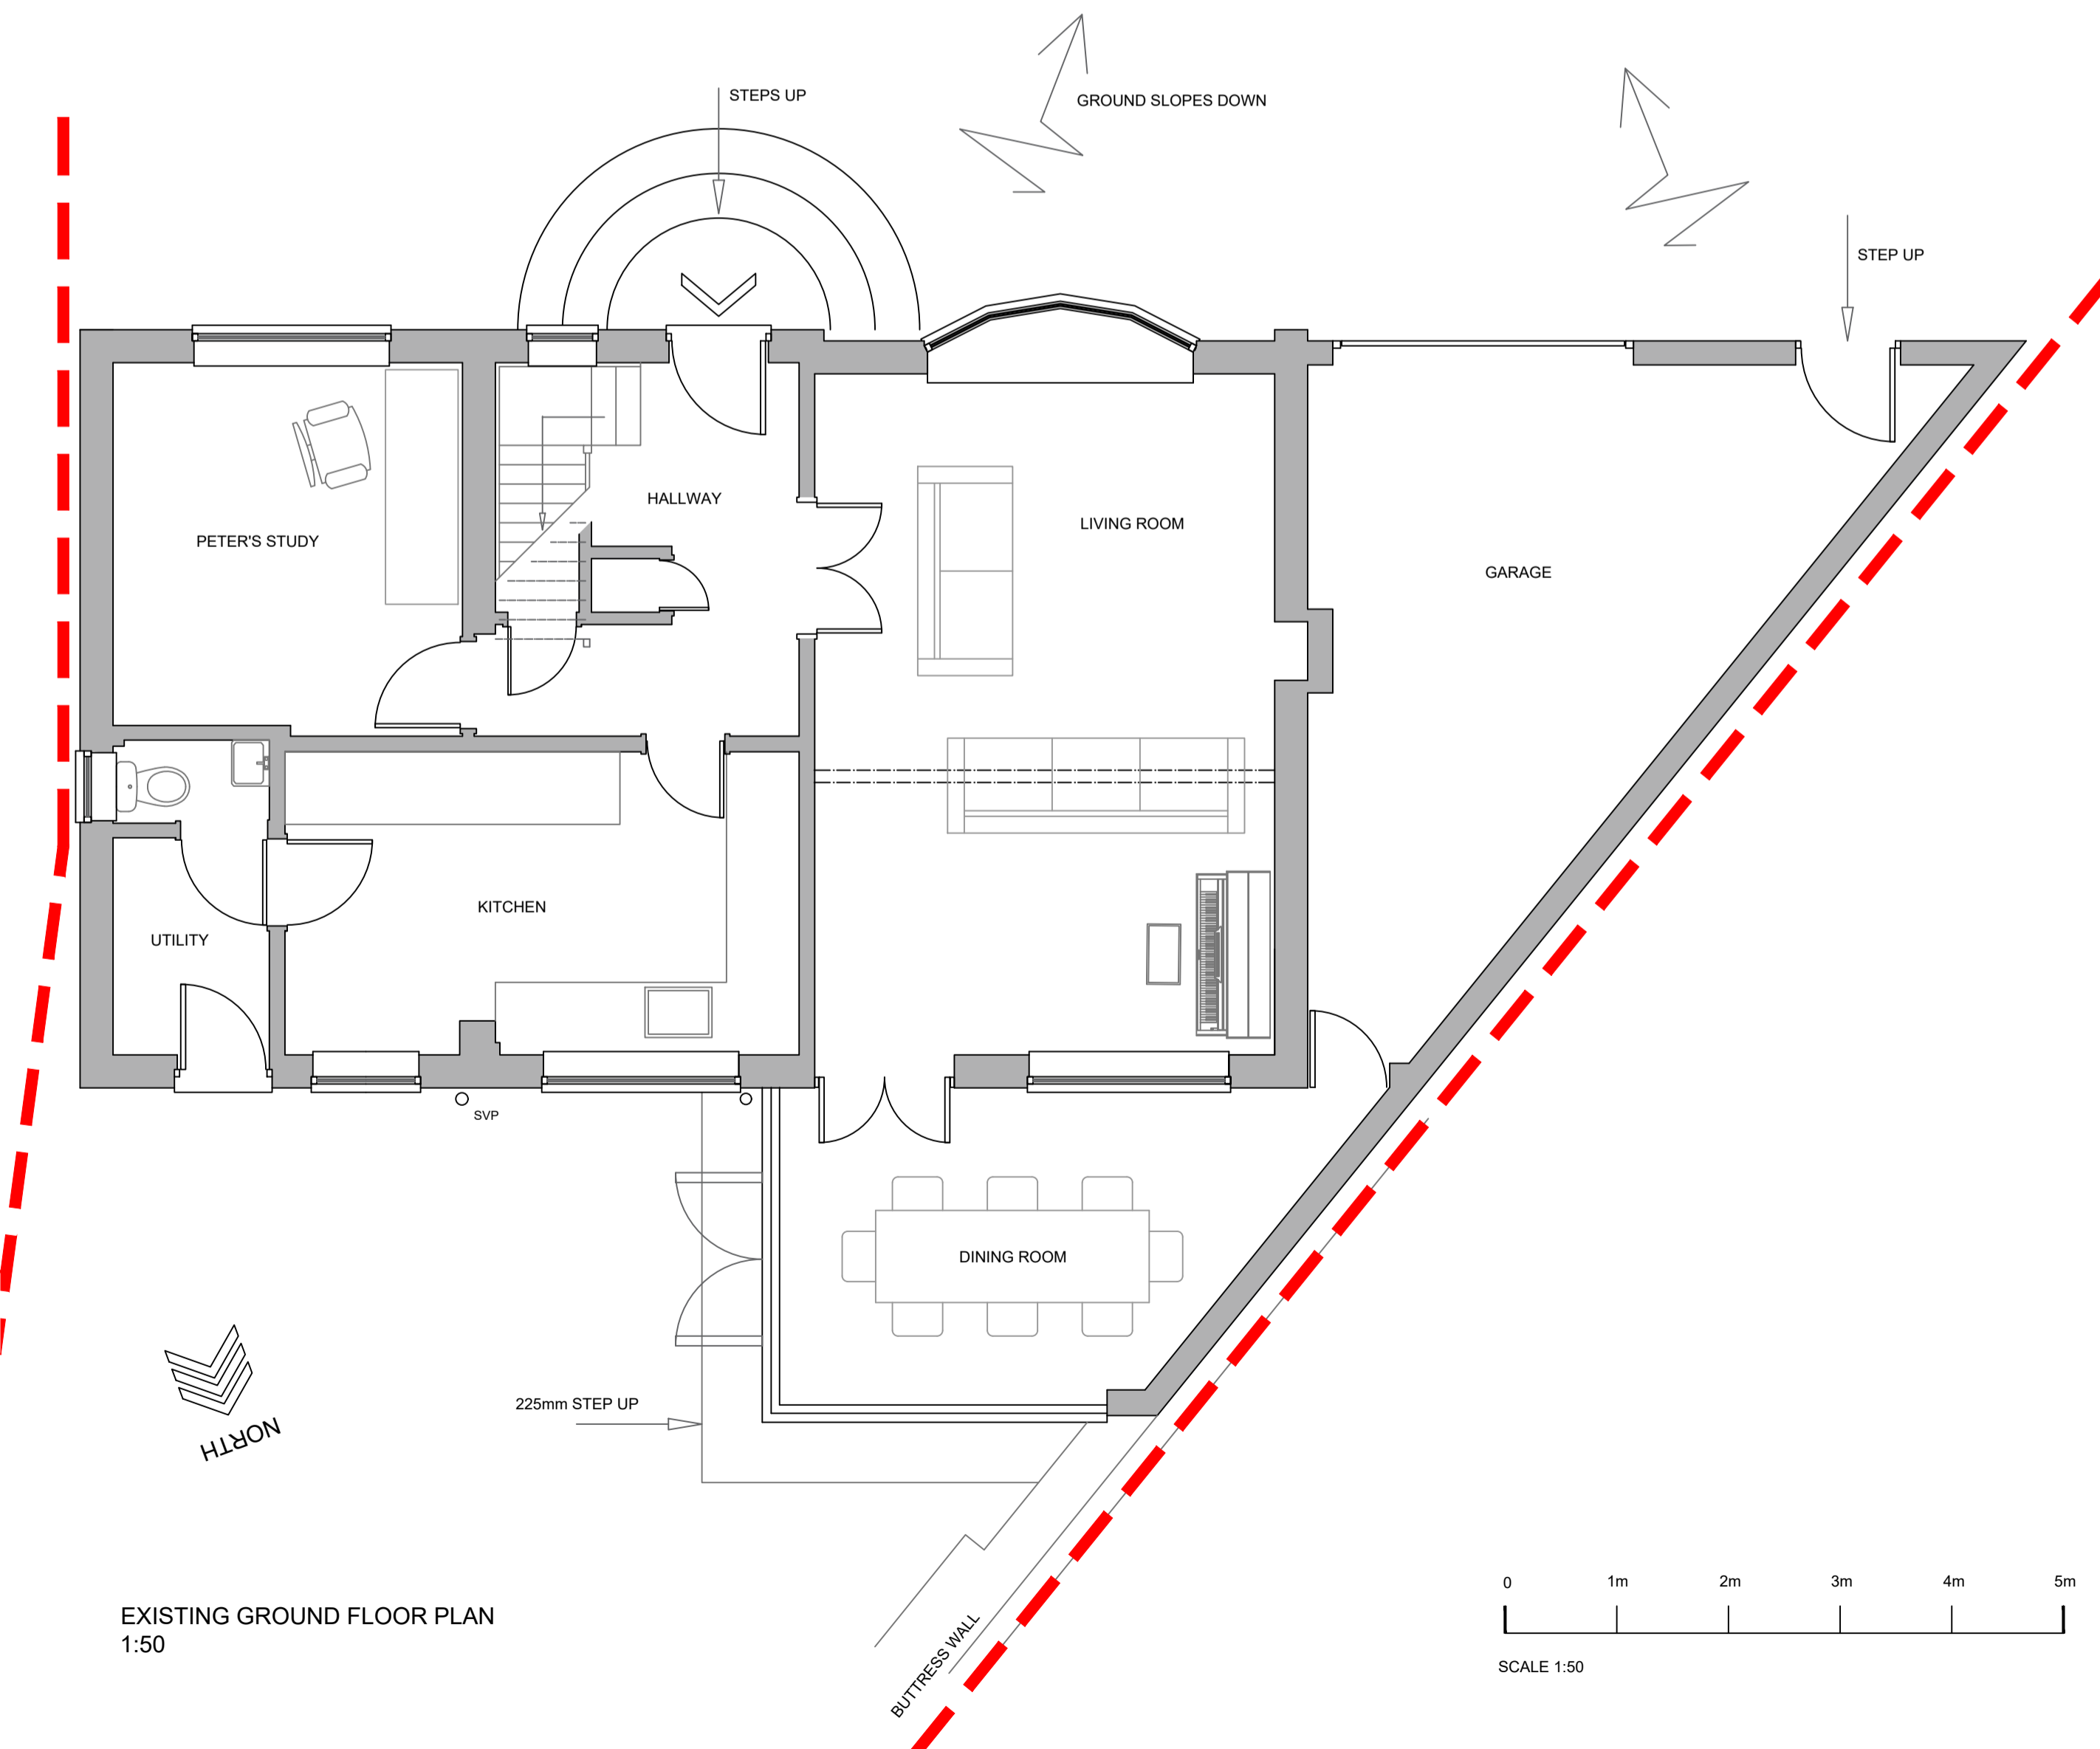 STEPS UP
GROUND SLOPES DOWN
STEP UP
HALLWAY
LIVING ROOM
PETER'S STUDY
GARAGE
KITCHEN
UTILITY
SVP
DINING ROOM
225mm STEP UP
NORTH
BUTTRESS WALL
EXISTING GROUND FLOOR PLAN
1:50
0 1m 2m 3m 4m 5m
SCALE 1:50